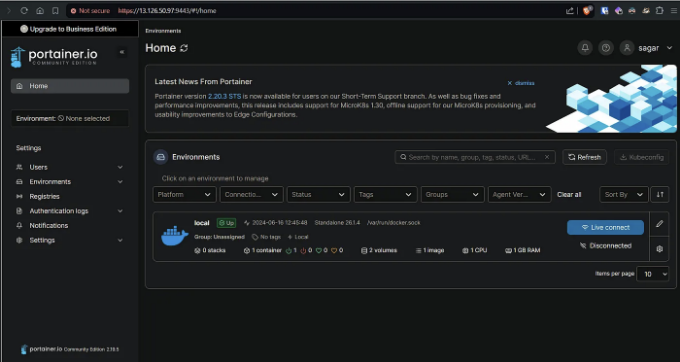 Not secure https://13.126.50.97:9443/#!/home
Upgrade to Business Edition
portainer.io
COMMUNITY EDITION
Home
Environment: None selected
Settings
Users
Environments
Registries
Authentication logs
Notifications
Settings
portainer.io Community Edition 2.19.5
Environments
Home
sagar
Latest News From Portainer
dismiss
Portainer version 2.20.3 STS is now available for users on our Short-Term Support branch. As well as bug fixes and
performance improvements, this release includes support for MicroK8s 1.30, offline support for our MicroK8s provisioning, and
usability improvements to Edge Configurations.
Environments
Search by name, group, tag, status, URL...
Refresh
Kubeconfig
Click on an environment to manage
Platform
Connectio...
Status
Tags
Groups
Agent Ver...
Clear all
Sort By
local Up 2024-06-16 12:45:48 Standalone 26.1.4 /var/run/docker.sock
Group: Unassigned No tags Local
0 stacks 1 container 1 0 0 0 2 volumes 1 image 1 CPU 1 GB RAM
Live connect
Disconnected
Items per page 10